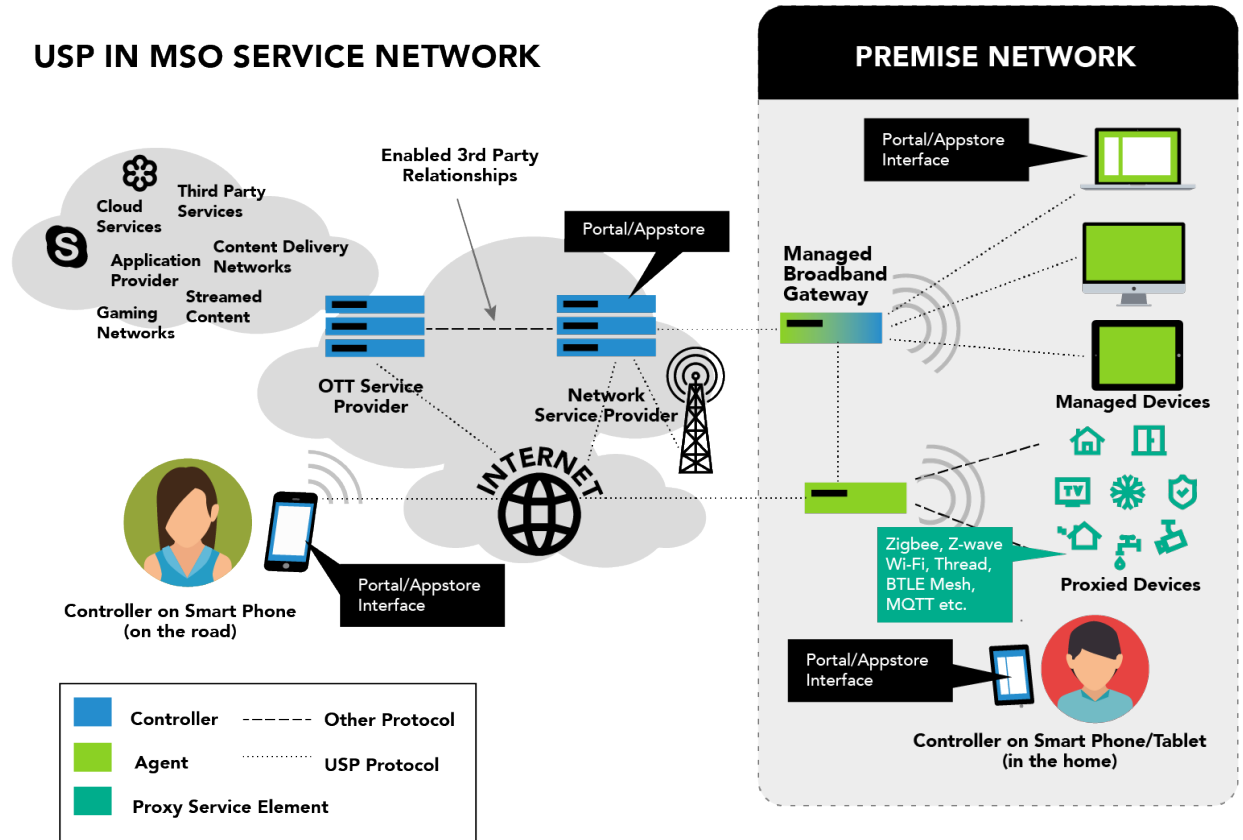 USP IN MSO SERVICE NETWORK
PREMISE NETWORK
Enabled 3rd Party
Relationships
Portal/Appstore
Portal/Appstore
Interface
Cloud
Services
Third Party
Services
S
Application
Provider
Content Delivery
Networks
Gaming
Networks
Streamed
Content
Managed
Broadband
Gateway
OTT Service
Provider
Network
Service Provider
Managed Devices
INTERNET
TV
Zigbee, Z-wave
Wi-Fi, Thread,
BTLE Mesh,
MQTT etc.
Proxied Devices
Portal/Appstore
Interface
Controller on Smart Phone
(on the road)
Portal/Appstore
Interface
Controller on Smart Phone/Tablet
(in the home)
Controller
Other Protocol
Agent
USP Protocol
Proxy Service Element